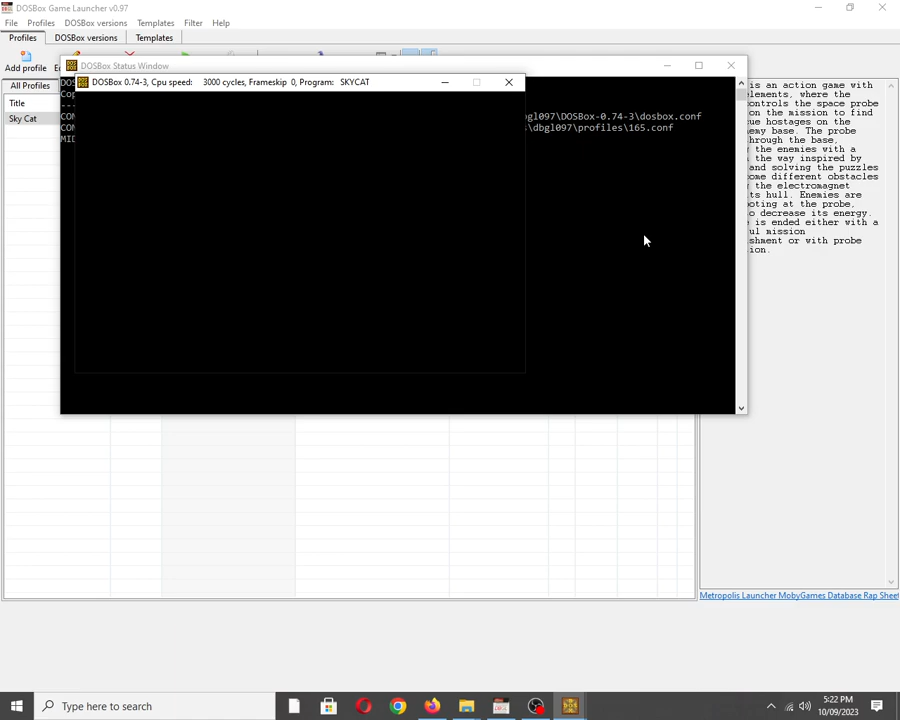 DOSBox Game Launcher v0.97
File Profiles DOSBox versions Templates Filter Help
Profiles DOSBox versions Templates
Add profile
All Profiles
Title
Sky Cat
DOSBox Status Window
DOSBox 0.74-3, Cpu speed: 3000 cycles, Frameskip 0, Program: SKYCAT
\DOSBox-0.74-3\dosbox.conf
\dbgl097\profiles\165.conf
is an action game with
elements, where the
the space probe
on the mission to find
hostages on the
base. The probe
through the base,
the enemies with a
the way inspired by
and solving the puzzles
some different obstacles
the electromagnet
its hull. Enemies are
at the probe,
to decrease its energy.
is ended either with a
mission
or with probe
Metropolis Launcher MobyGames Database Rap Sheet
Type here to search
5:22 PM
10/09/2023